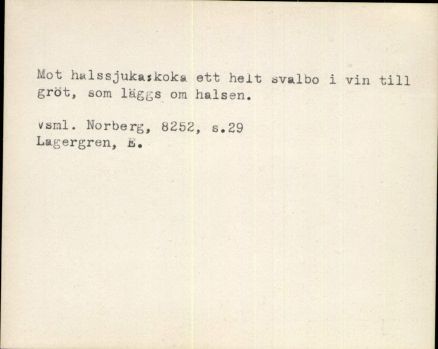 Mot halssjuka:koka ett helt svalbo i vin till
gröt, som läggs om halsen.
vsml. Norberg, 8252, s.29
Lagergren, E.